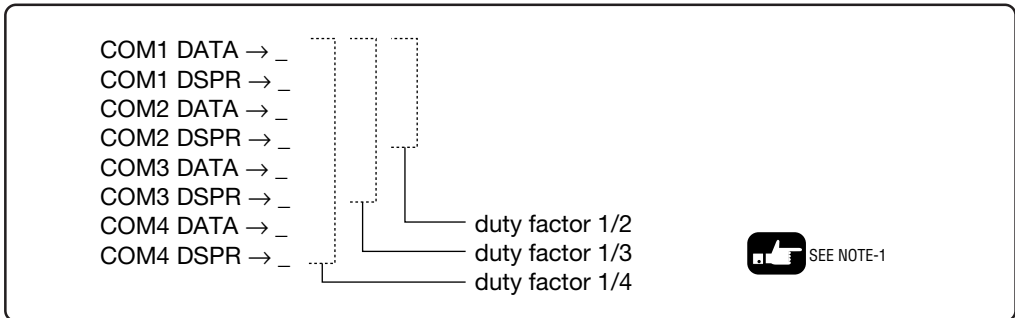 COM1 DATA → _
COM1 DSPR → _
COM2 DATA → _
COM2 DSPR → _
COM3 DATA → _
COM3 DSPR → _
COM4 DATA → _
COM4 DSPR → _
duty factor 1/2
duty factor 1/3
duty factor 1/4
SEE NOTE-1